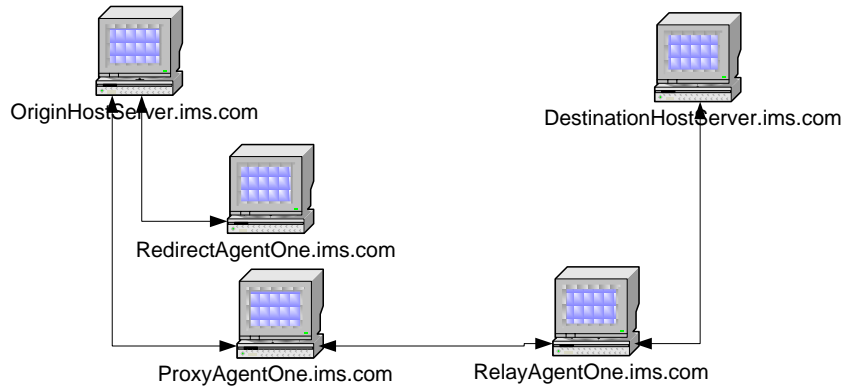 OriginHostServer.ims.com
DestinationHostServer.ims.com
RedirectAgentOne.ims.com
ProxyAgentOne.ims.com
RelayAgentOne.ims.com